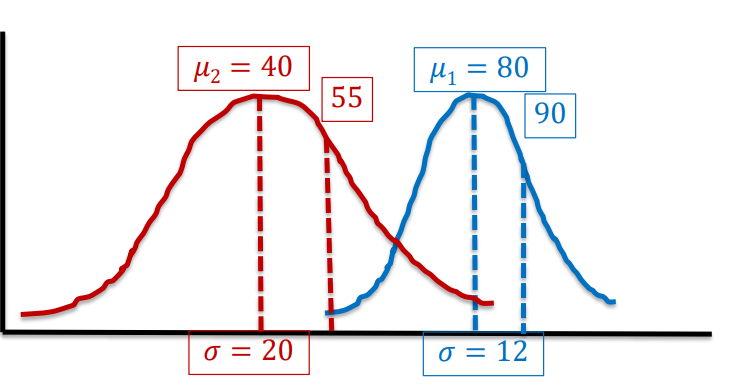 μ₂ = 40
55
μ₁ = 80
90
σ = 20
σ = 12